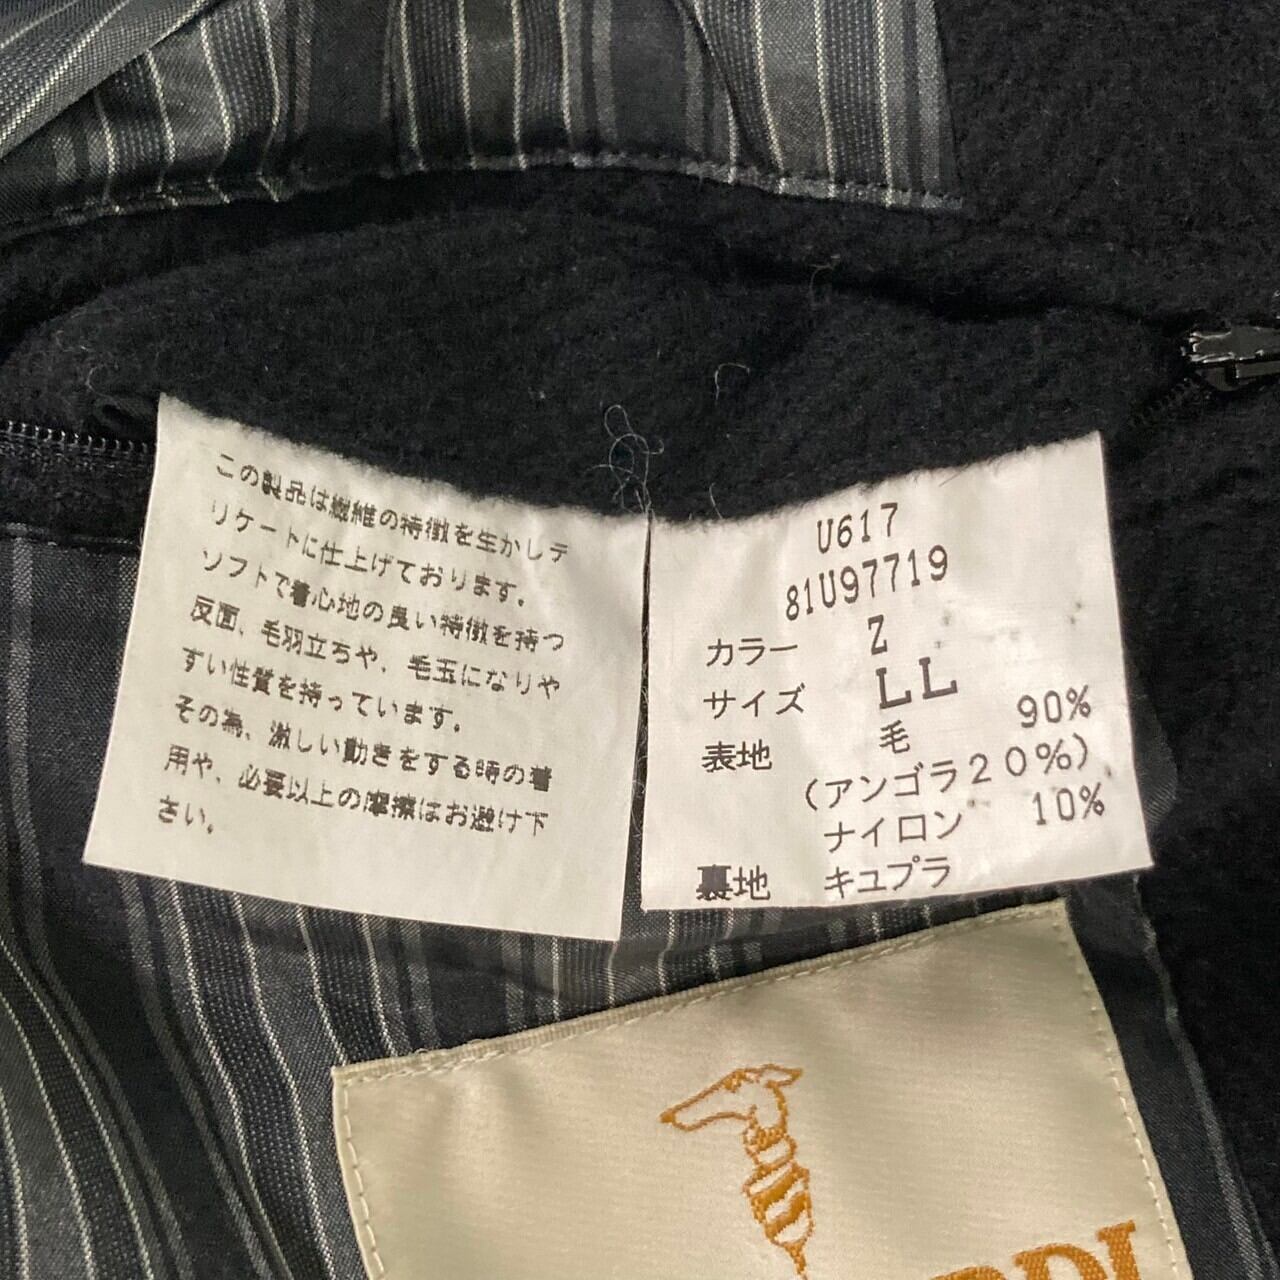 この製品は繊維の特徴を生かしデ
リケートに仕上げております。
ソフトで着心地の良い特徴を持つ
反面、毛羽立ちや、毛玉になりや
すい性質を持っています。
その為、激しい動きをする時の着
用や、必要以上の摩擦はお避け下
さい。
U617
81U97719
カラー Z
サイズ LL
表地 毛 90%
(アンゴラ20%)
ナイロン 10%
裏地 キュプラ